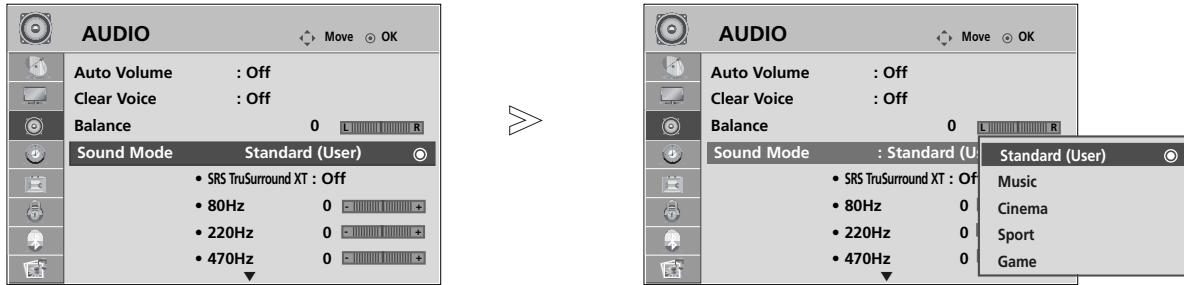 AUDIO Move OK
Auto Volume : Off
Clear Voice : Off
Balance 0 L R
Sound Mode Standard (User)
• SRS TruSurround XT : Off
• 80Hz 0 - +
• 220Hz 0 - +
• 470Hz 0 - +
AUDIO Move OK
Auto Volume : Off
Clear Voice : Off
Balance 0 L R
Sound Mode : Standard (U
• SRS TruSurround XT : Of
• 80Hz 0
• 220Hz 0
• 470Hz 0
Standard (User)
Music
Cinema
Sport
Game